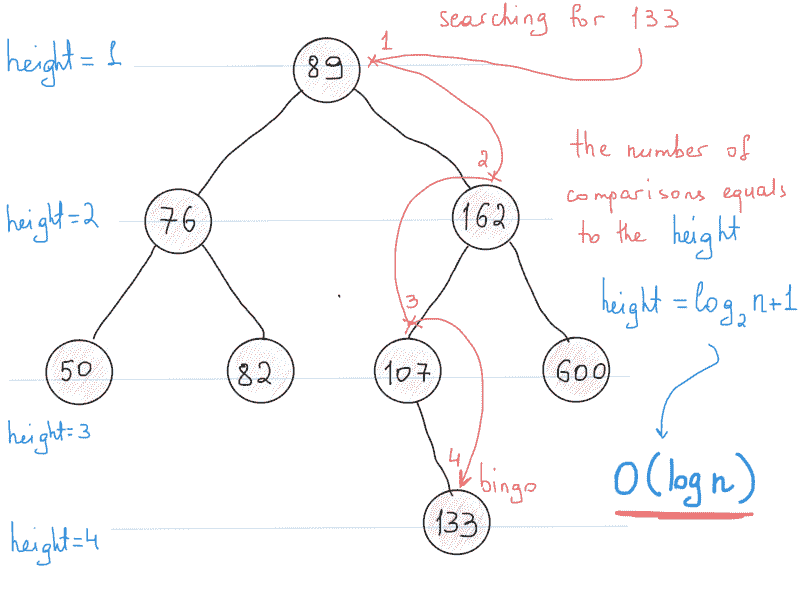 searching for 133
height = 1
1
89
2
the number of
comparisons equals
to the height
height = 2
76
162
height = log₂ n+1
3
50
82
107
600
height = 3
4
bingo
O(log n)
133
height = 4